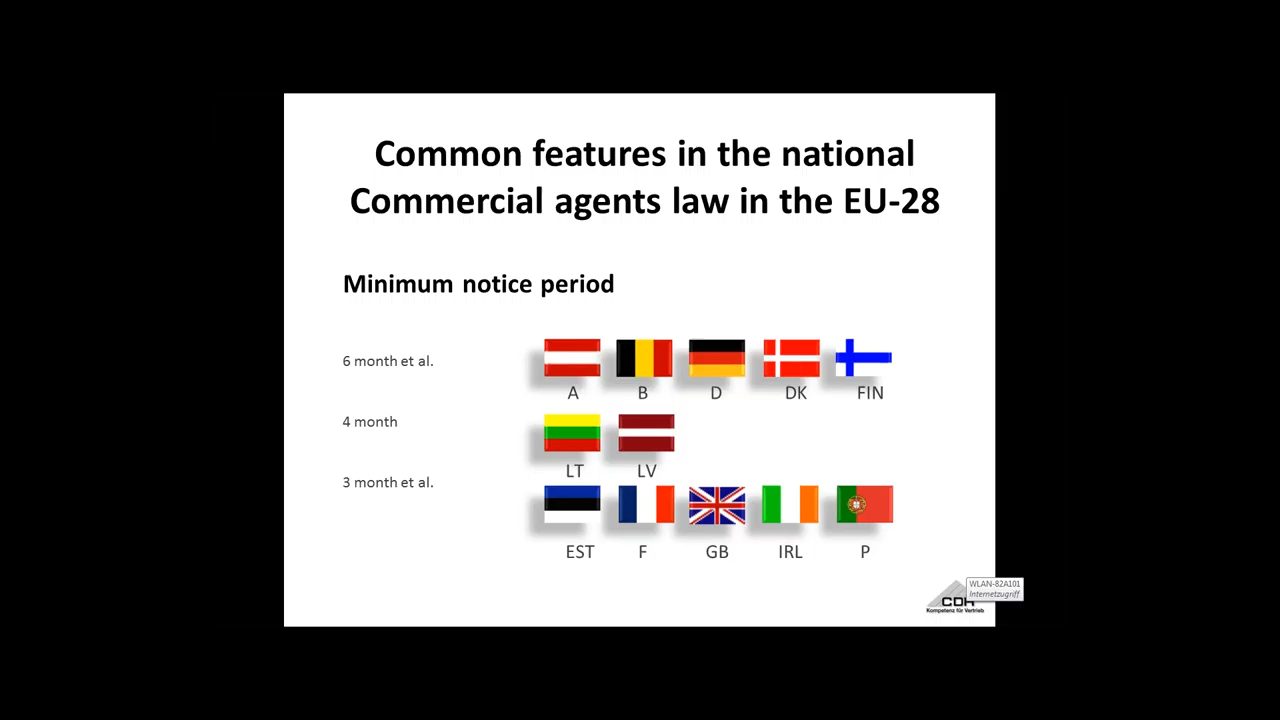 Common features in the national
Commercial agents law in the EU-28
Minimum notice period
6 month et al.
A B D DK FIN
4 month
LT LV
3 month et al.
EST F GB IRL P
WLAN-82A101
Internetzugriff
CDH
Kompetenz für Vertrieb